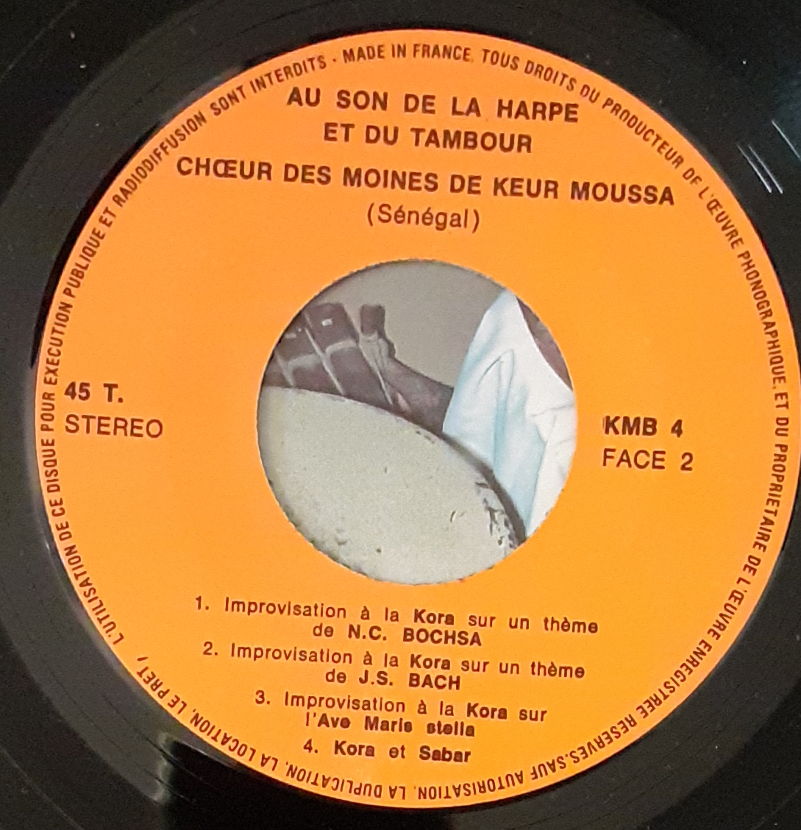 AU SON DE LA HARPE
ET DU TAMBOUR
CHŒUR DES MOINES DE KEUR MOUSSA
(Sénégal)
45 T.
STEREO
KMB 4
FACE 2
1. Improvisation à la Kora sur un thème
de N.C. BOCHSA
2. Improvisation à la Kora sur un thème
de J.S. BACH
3. Improvisation à la Kora sur
l'Ave Maris stella
4. Kora et Sabar
MADE IN FRANCE. TOUS DROITS DU PRODUCTEUR DE L'ŒUVRE PHONOGRAPHIQUE, ET DU PROPRIETAIRE DE L'ŒUVRE ENREGISTREE RESERVES. SAUF AUTORISATION. LA DUPLICATION, LA LOCATION, LE PRET, L'UTILISATION DE CE DISQUE POUR EXECUTION PUBLIQUE ET RADIODIFFUSION SONT INTERDITS -